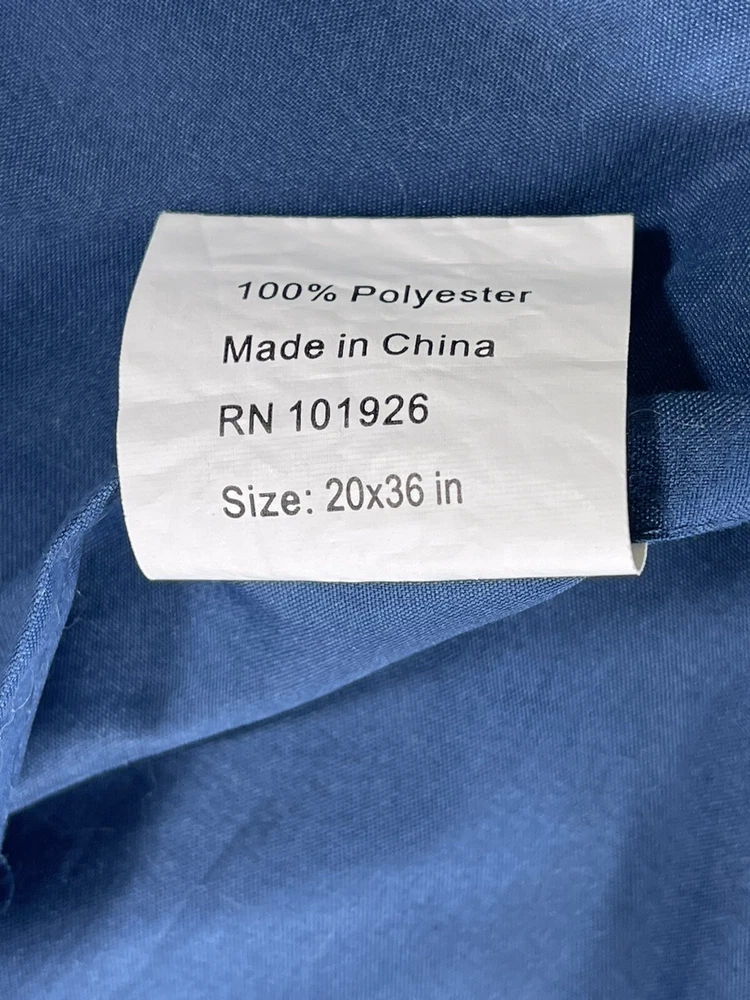 100% Polyester
Made in China
RN 101926
Size: 20x36 in